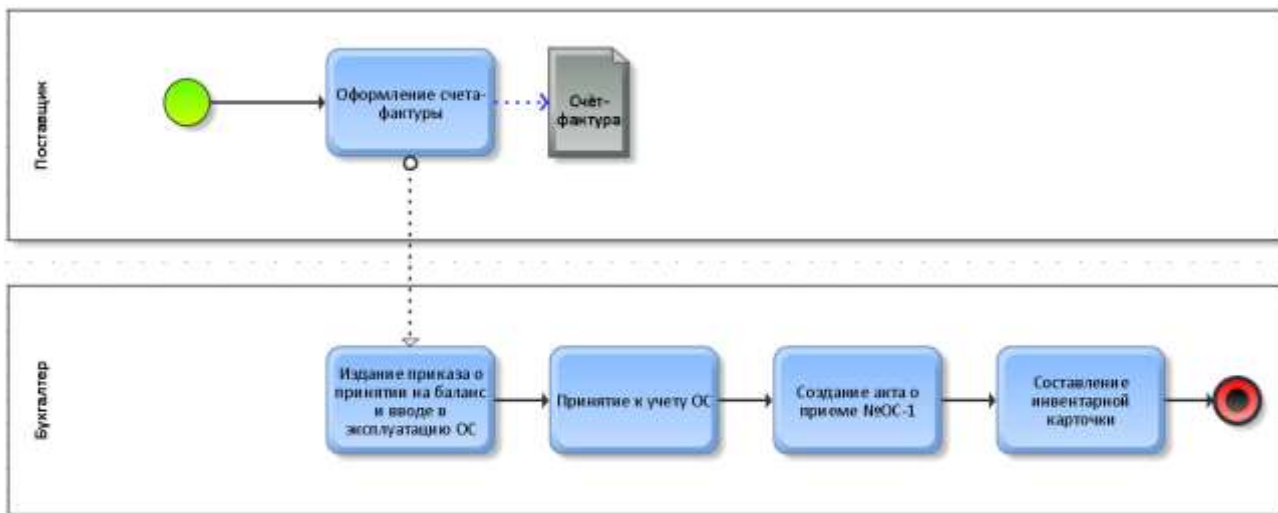 Поставщик
Оформление счета-
фактуры
Счёт-
фактура
Бухгалтер
Издание приказа о
принятии на баланс
и вводе в
эксплуатацию ОС
Принятие к учету ОС
Создание акта о
приеме №ОС-1
Составление
инвентарной
карточки